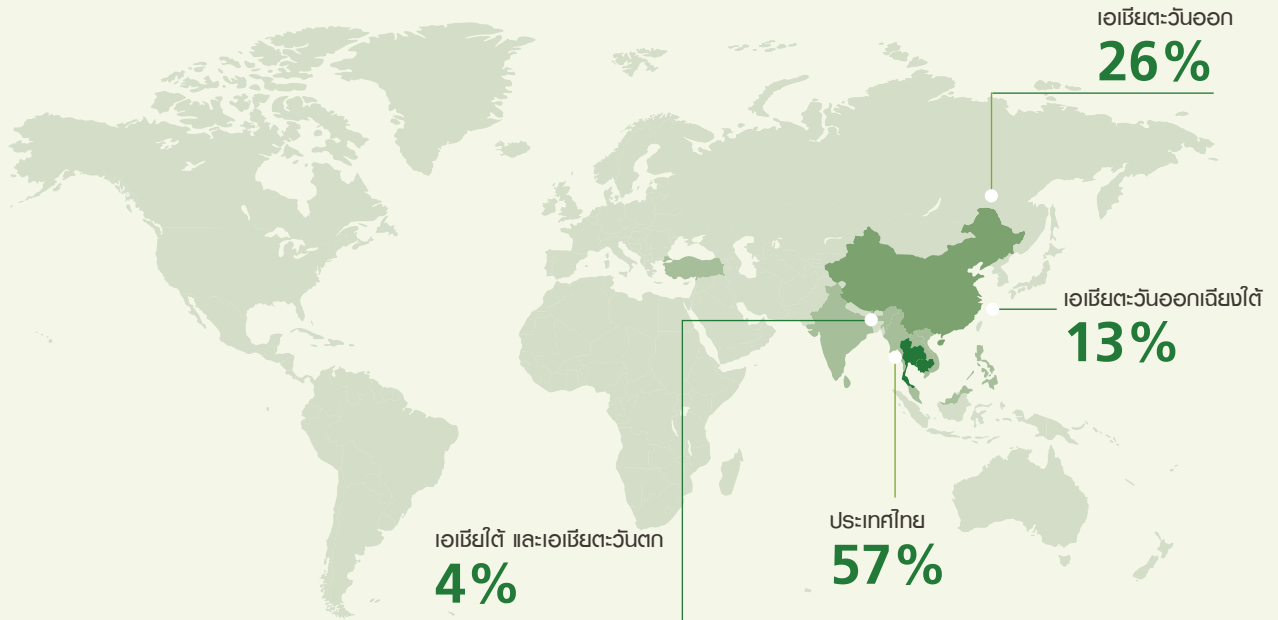 เอเชียตะวันออก
26%
เอเชียตะวันออกเฉียงใต้
13%
ประเทศไทย
57%
เอเชียใต้ และเอเชียตะวันตก
4%